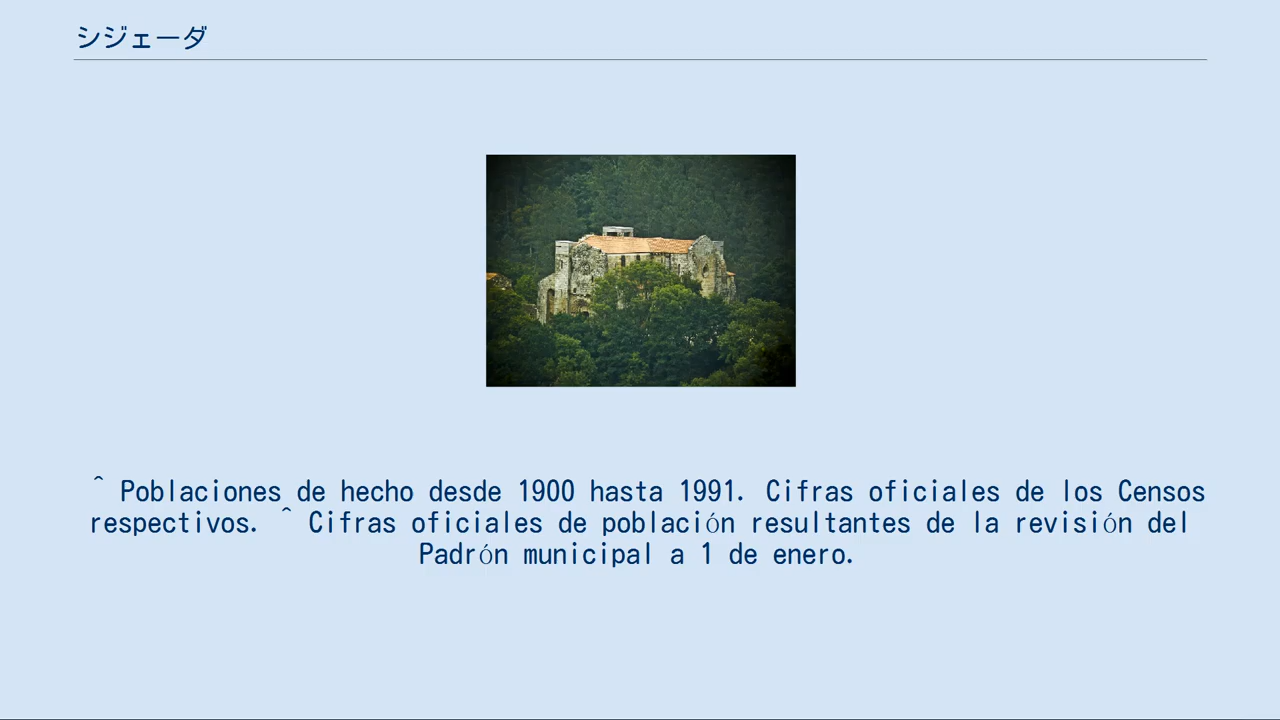 シジェーダ
^ Poblaciones de hecho desde 1900 hasta 1991. Cifras oficiales de los Censos
respectivos. ^ Cifras oficiales de población resultantes de la revisión del
Padrón municipal a 1 de enero.